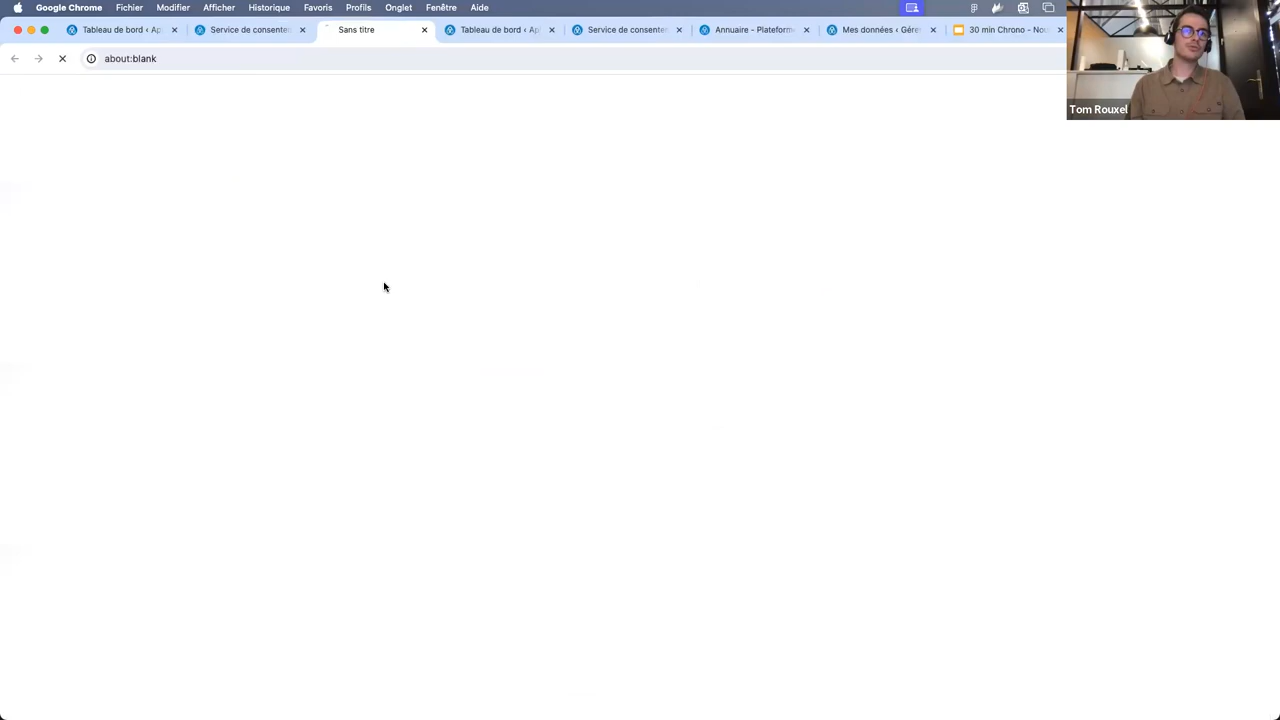 Google Chrome Fichier Modifier Afficher Historique Favoris Profils Onglet Fenêtre Aide
Tableau de bord ‹ Ap Service de consente Sans titre Tableau de bord ‹ Ap Service de consente Annuaire - Plateform Mes données ‹ Gére 30 min Chrono - No
about:blank
Tom Rouxel